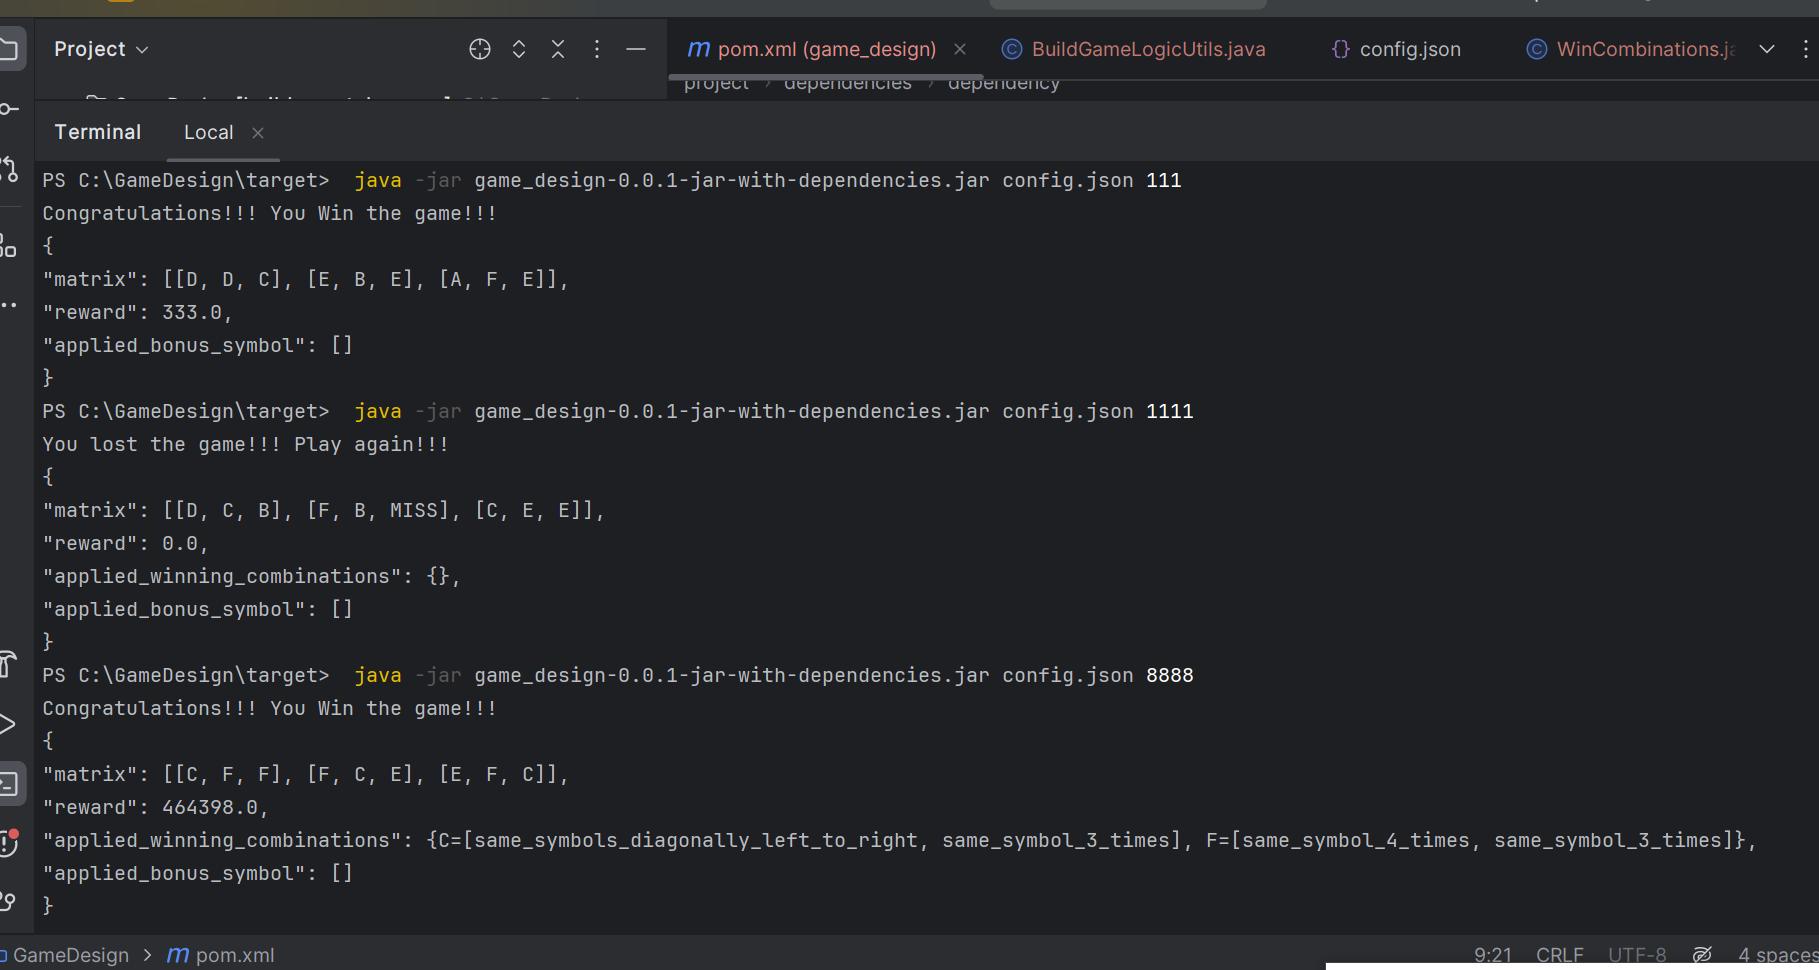 Project
pom.xml (game_design)
BuildGameLogicUtils.java
{} config.json
WinCombinations.ja
project › dependencies › dependency
Terminal
Local
PS C:\GameDesign\target> java -jar game_design-0.0.1-jar-with-dependencies.jar config.json 111
Congratulations!!! You Win the game!!!
{
"matrix": [[D, D, C], [E, B, E], [A, F, E]],
"reward": 333.0,
"applied_bonus_symbol": []
}
PS C:\GameDesign\target> java -jar game_design-0.0.1-jar-with-dependencies.jar config.json 1111
You lost the game!!! Play again!!!
{
"matrix": [[D, C, B], [F, B, MISS], [C, E, E]],
"reward": 0.0,
"applied_winning_combinations": {},
"applied_bonus_symbol": []
}
PS C:\GameDesign\target> java -jar game_design-0.0.1-jar-with-dependencies.jar config.json 8888
Congratulations!!! You Win the game!!!
{
"matrix": [[C, F, F], [F, C, E], [E, F, C]],
"reward": 464398.0,
"applied_winning_combinations": {C=[same_symbols_diagonally_left_to_right, same_symbol_3_times], F=[same_symbol_4_times, same_symbol_3_times]},
"applied_bonus_symbol": []
}
GameDesign › m pom.xml
9:21 CRLF UTF-8 4 spaces